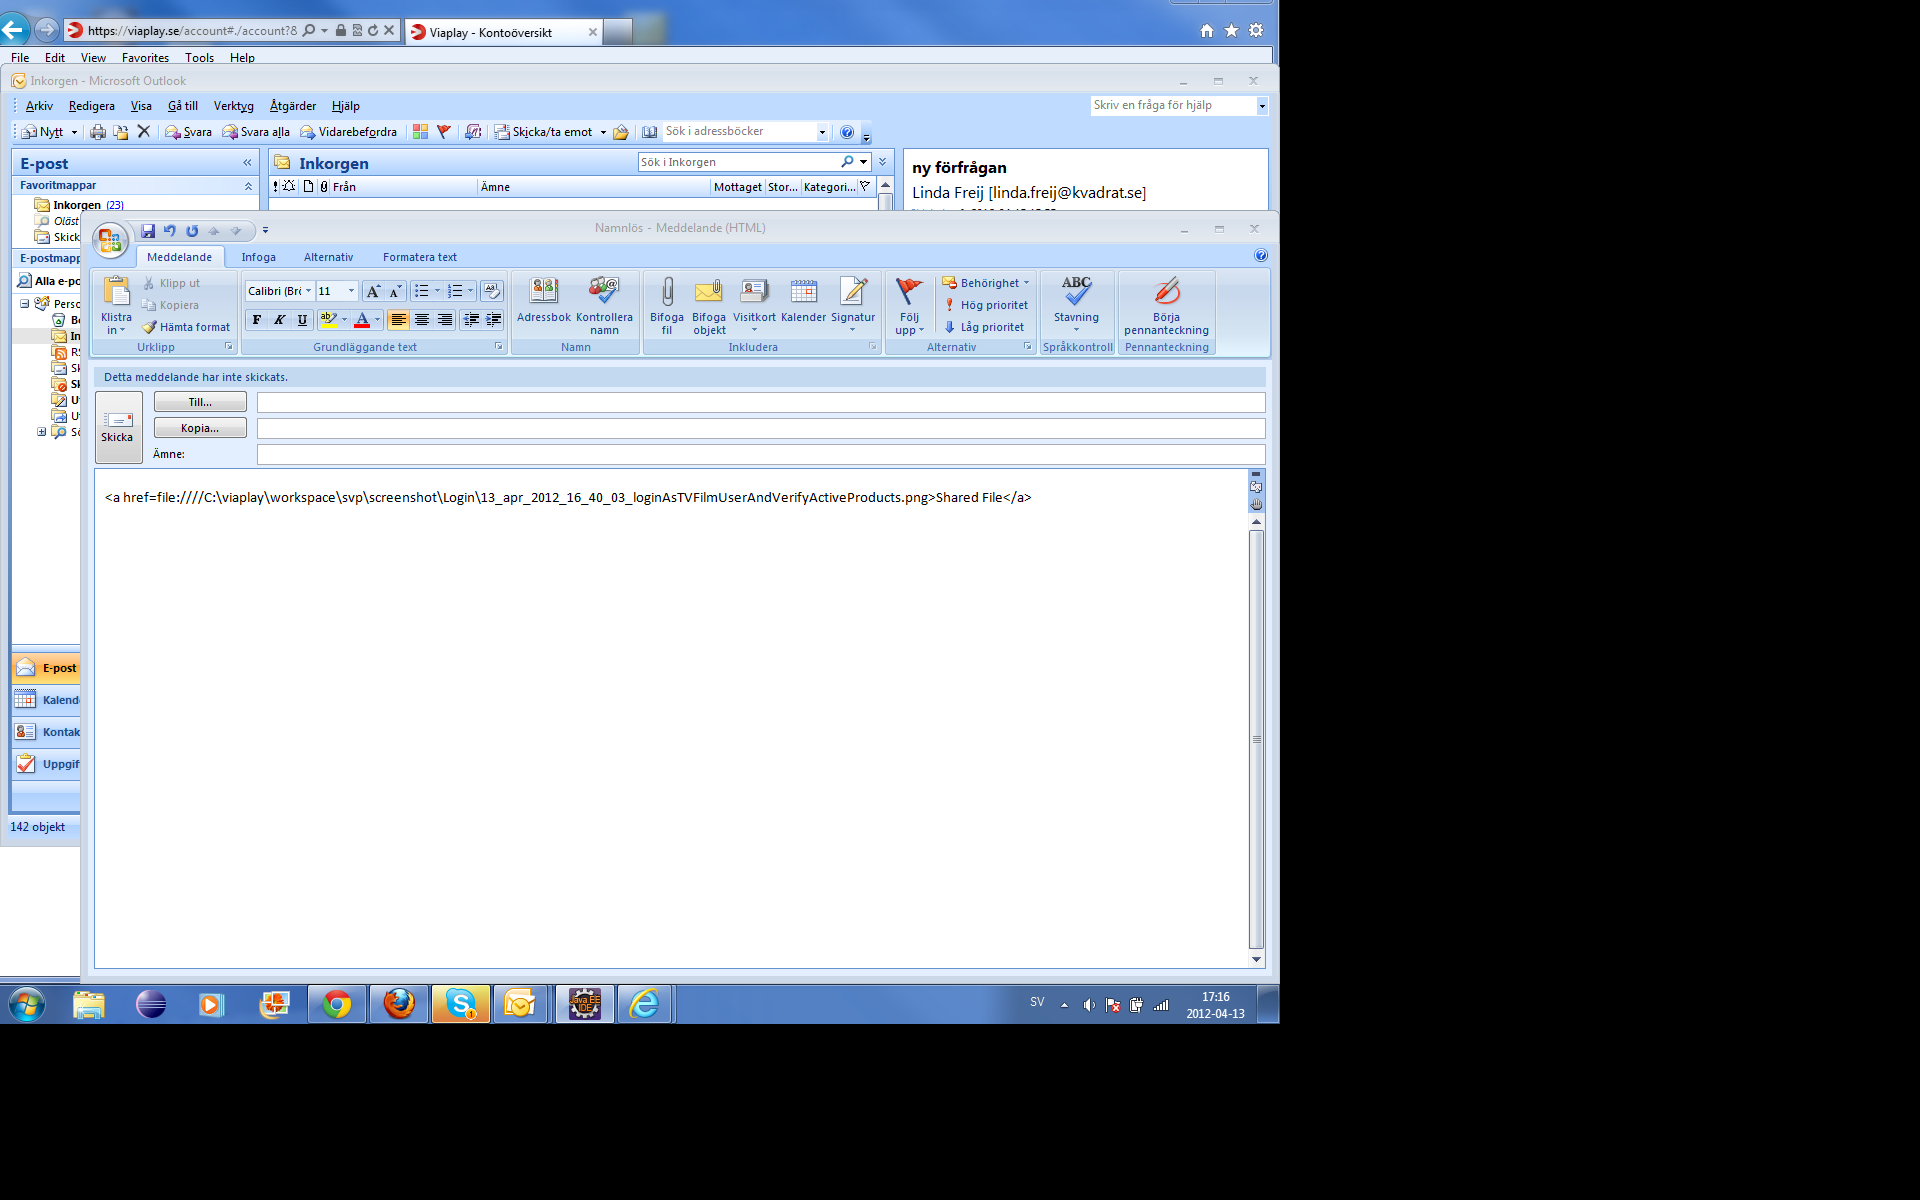 https://viaplay.se/account#./account?8
Viaplay - Kontoöversikt
File Edit View Favorites Tools Help
Inkorgen - Microsoft Outlook
Arkiv Redigera Visa Gå till Verktyg Åtgärder Hjälp
Skriv en fråga för hjälp
Nytt Svara Svara alla Vidarebefordra Skicka/ta emot Sök i adressböcker
E-post
Inkorgen
Sök i Inkorgen
ny förfrågan
Favoritmappar
Från Ämne Mottaget Stor... Kategori...
Linda Freij [linda.freij@kvadrat.se]
Inkorgen (23)
Oläst
Skick
Namnlös - Meddelande (HTML)
E-postmapp
Meddelande Infoga Alternativ Formatera text
Alla e-po
Perso
Klistra in
Klipp ut
Kopiera
Hämta format
Urklipp
Calibri (Brö 11
F K U
Grundläggande text
Adressbok
Kontrollera namn
Namn
Bifoga fil
Bifoga objekt
Visitkort
Kalender
Signatur
Inkludera
Följ upp
Behörighet
Hög prioritet
Låg prioritet
Alternativ
ABC
Stavning
Språkkontroll
Börja pennanteckning
Pennanteckning
Detta meddelande har inte skickats.
Skicka
Till...
Kopia...
Ämne:
<a href=file:////C:\viaplay\workspace\svp\screenshot\Login\13_apr_2012_16_40_03_loginAsTVFilmUserAndVerifyActiveProducts.png>Shared File</a>
Be
In
RS
Sk
Sk
U
U
Sö
E-post
Kalende
Kontak
Uppgif
142 objekt
Java EE
IDE
SV
17:16
2012-04-13